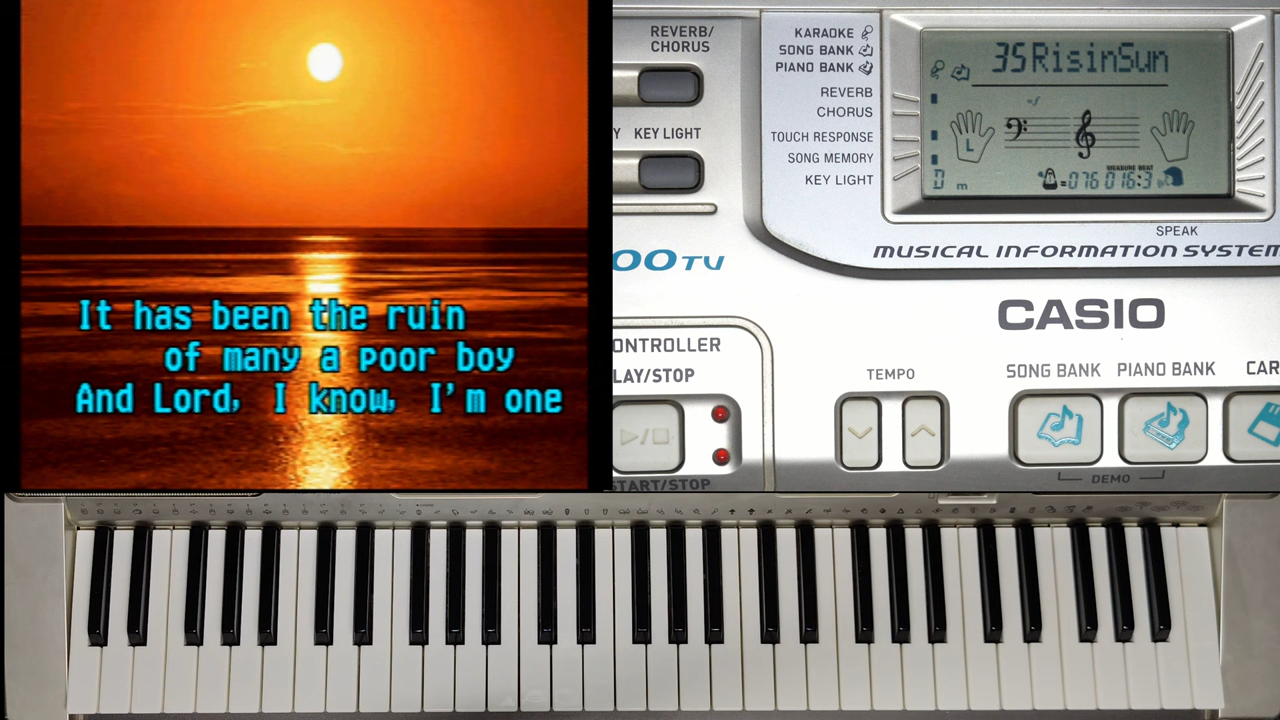 It has been the ruin
of many a poor boy
And Lord, I know, I'm one
REVERB/
CHORUS
KEY LIGHT
KARAOKE
SONG BANK
PIANO BANK
REVERB
CHORUS
TOUCH RESPONSE
SONG MEMORY
KEY LIGHT
35RisinSun
L
MEASURE BEAT
D m
=076 016:3
SPEAK
MUSICAL INFORMATION SYSTEM
00TV
CASIO
ONTROLLER
LAY/STOP
START/STOP
TEMPO
SONG BANK
PIANO BANK
CAR
DEMO